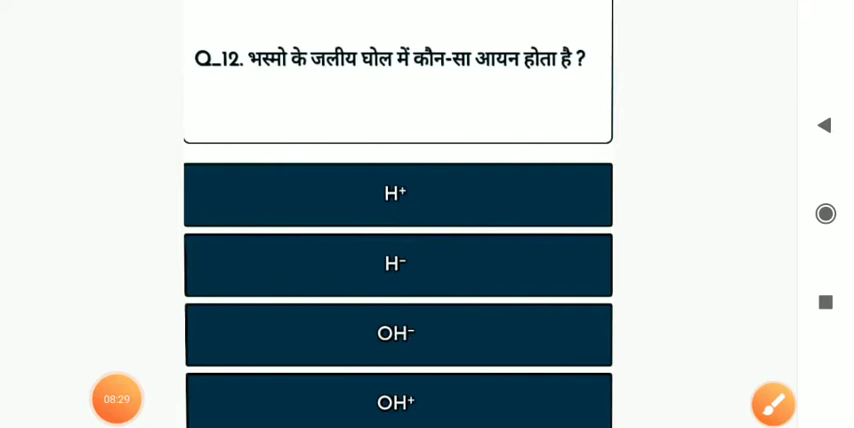 Q_12. भस्मो के जलीय घोल में कौन-सा आयन होता है ?
H⁺
H⁻
OH⁻
OH⁺
08:29